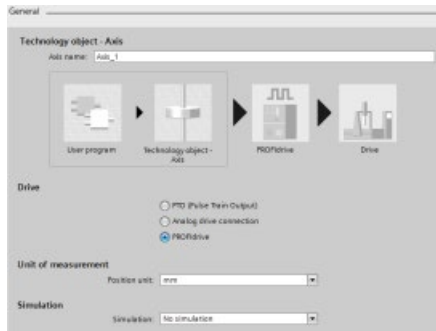 General
Technology object - Axis
Axis name: Axis_1
User program
Technology object -
Axis
PROFIdrive
Drive
Drive
PTO (Pulse Train Output)
Analog drive connection
PROFIdrive
Unit of measurement
Position unit: mm
Simulation
Simulation: No simulation